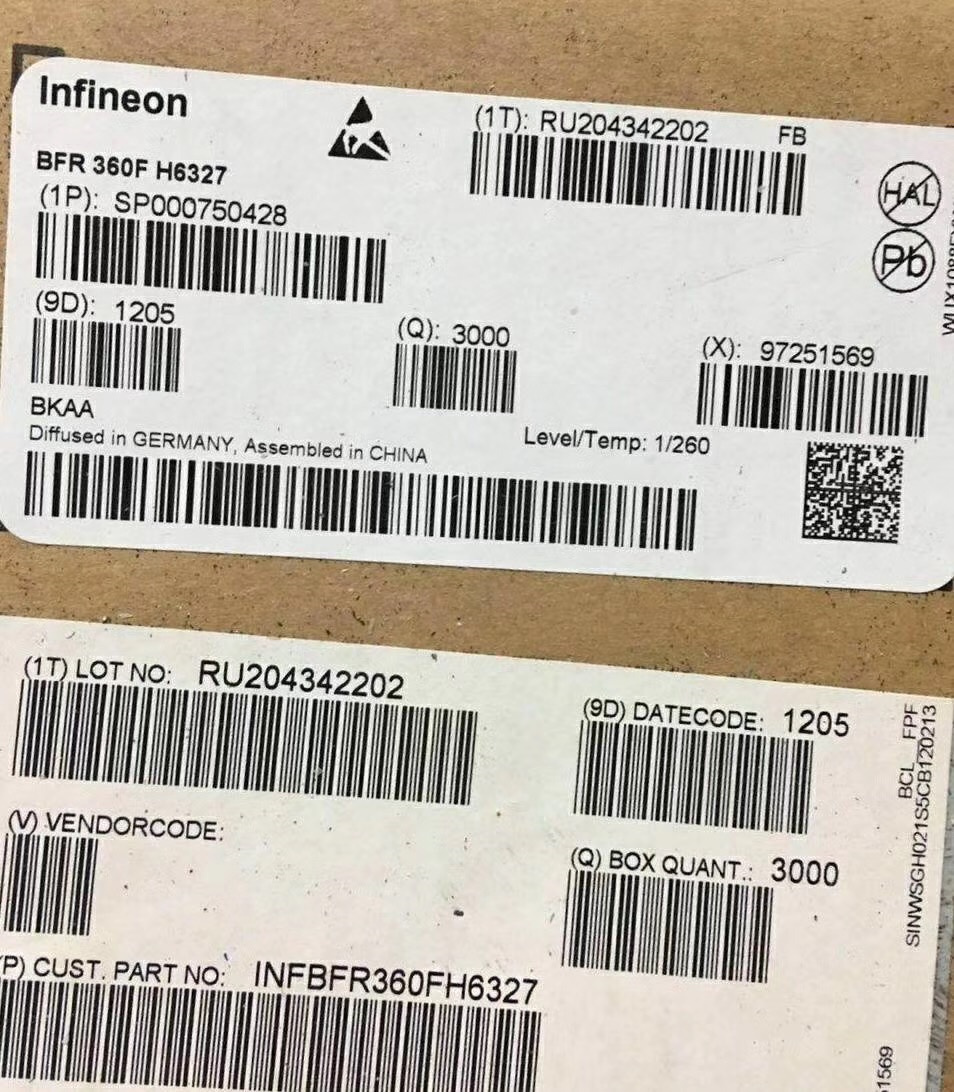 Infineon
(1T): RU204342202 FB
BFR 360F H6327
(1P): SP000750428
HAL
Pb
(9D): 1205
(Q): 3000
(X): 97251569
BKAA
Diffused in GERMANY, Assembled in CHINA
Level/Temp: 1/260
(1T) LOT NO: RU204342202
(9D) DATECODE: 1205
BCL_FPF
SINWSGH021S5CB120213
(V) VENDORCODE:
(Q) BOX QUANT.: 3000
P) CUST. PART NO: INFBFR360FH6327
1569